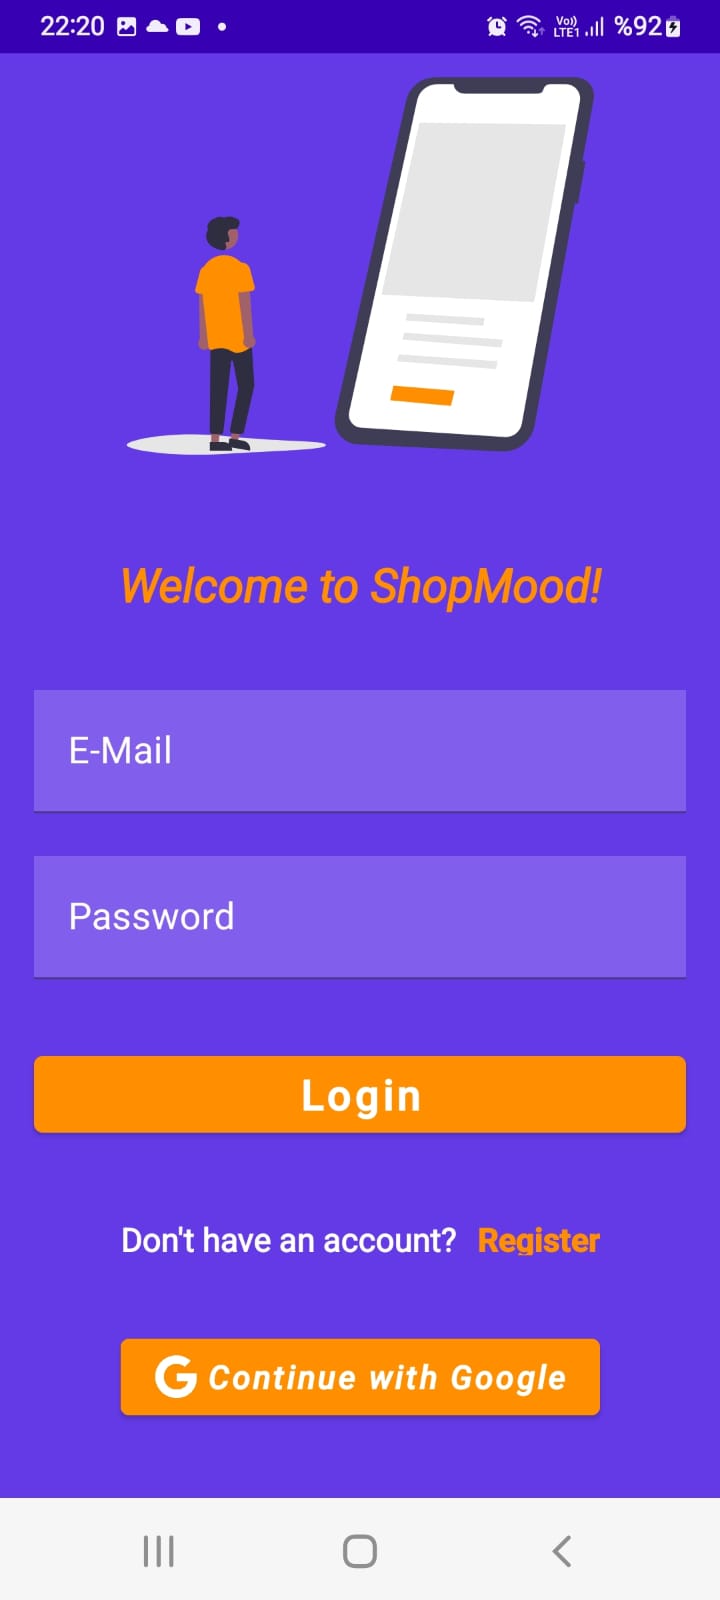 22:20 Vo)) LTE1 %92
Welcome to ShopMood!
E-Mail
Password
Login
Don't have an account? Register
Continue with Google